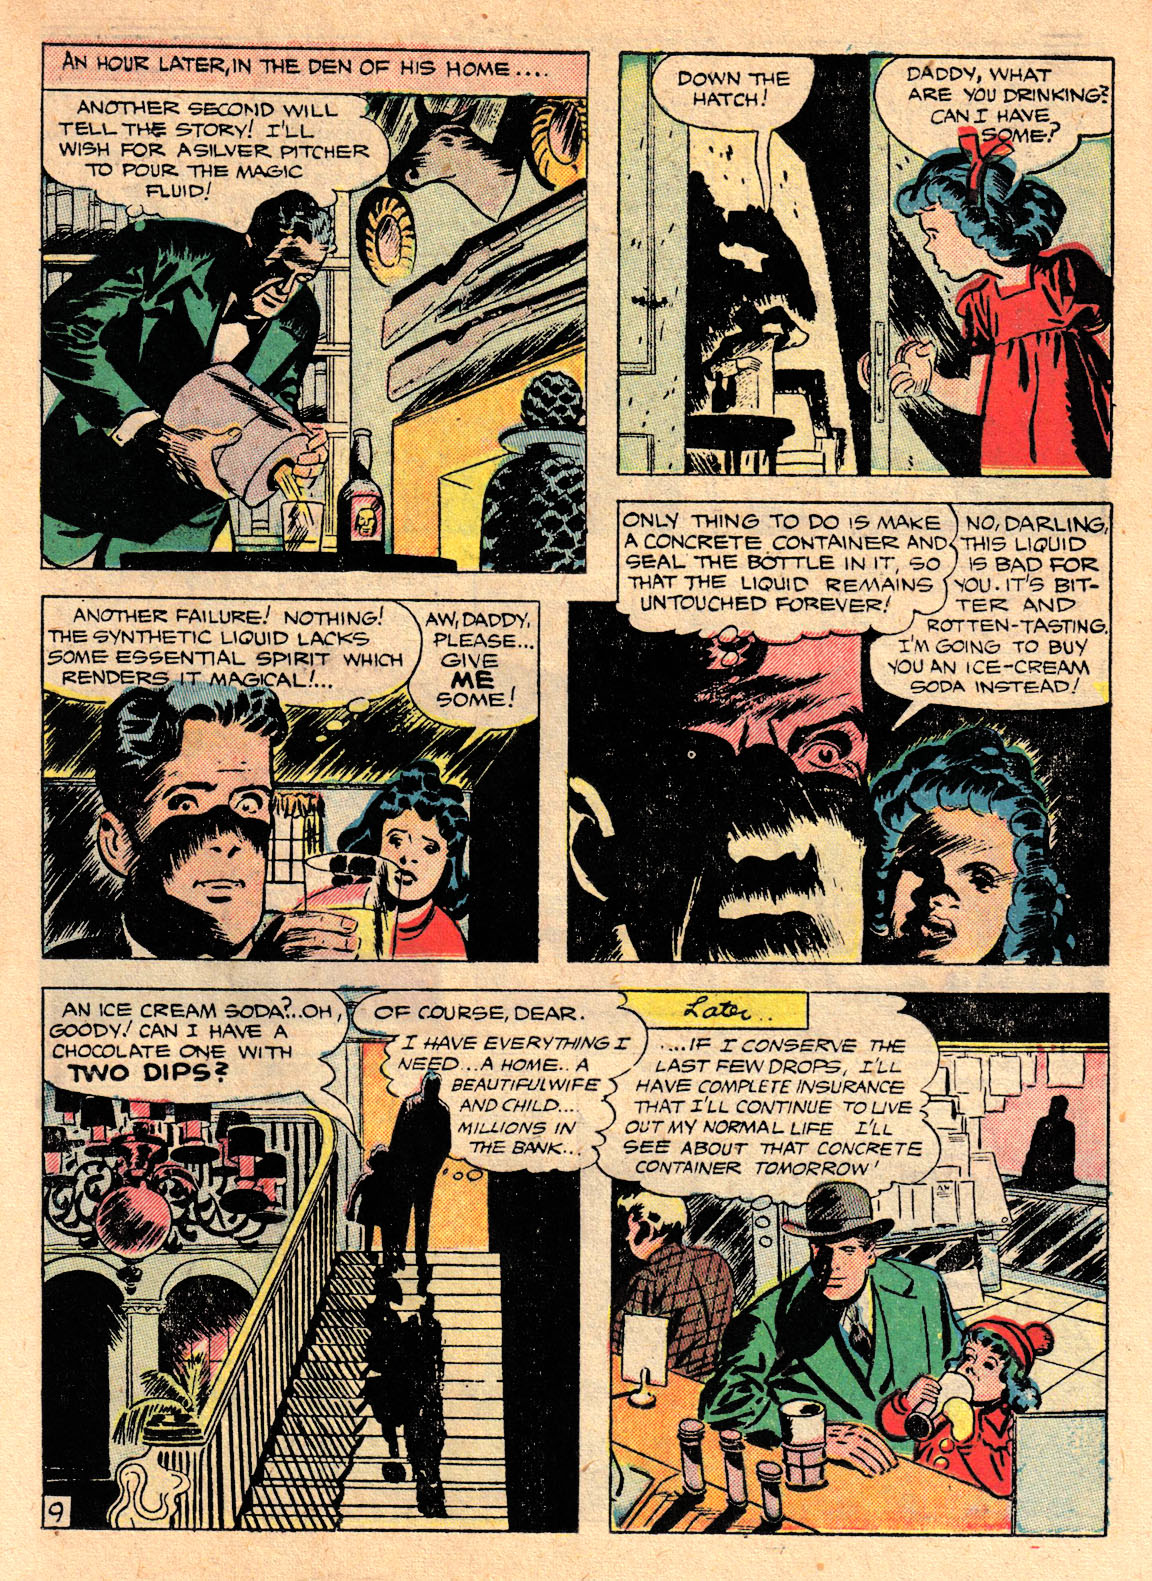 AN HOUR LATER, IN THE DEN OF HIS HOME....
ANOTHER SECOND WILL
TELL THE STORY! I'LL
WISH FOR A SILVER PITCHER
TO POUR THE MAGIC
FLUID!
DOWN THE
HATCH!
DADDY, WHAT
ARE YOU DRINKING?
CAN I HAVE
SOME?
ANOTHER FAILURE! NOTHING!
THE SYNTHETIC LIQUID LACKS
SOME ESSENTIAL SPIRIT WHICH
RENDERS IT MAGICAL!...
AW, DADDY,
PLEASE...
GIVE
ME
SOME!
ONLY THING TO DO IS MAKE
A CONCRETE CONTAINER AND
SEAL THE BOTTLE IN IT, SO
THAT THE LIQUID REMAINS
UNTOUCHED FOREVER!
NO, DARLING,
THIS LIQUID
IS BAD FOR
YOU. IT'S BIT-
TER AND
ROTTEN-TASTING.
I'M GOING TO BUY
YOU AN ICE-CREAM
SODA INSTEAD!
AN ICE CREAM SODA?..OH,
GOODY! CAN I HAVE A
CHOCOLATE ONE WITH
TWO DIPS?
OF COURSE, DEAR.
I HAVE EVERYTHING I
NEED...A HOME.. A
BEAUTIFUL WIFE
AND CHILD...
MILLIONS IN
THE BANK...
Later..
....IF I CONSERVE THE
LAST FEW DROPS, I'LL
HAVE COMPLETE INSURANCE
THAT I'LL CONTINUE TO LIVE
OUT MY NORMAL LIFE I'LL
SEE ABOUT THAT CONCRETE
CONTAINER TOMORROW!
9